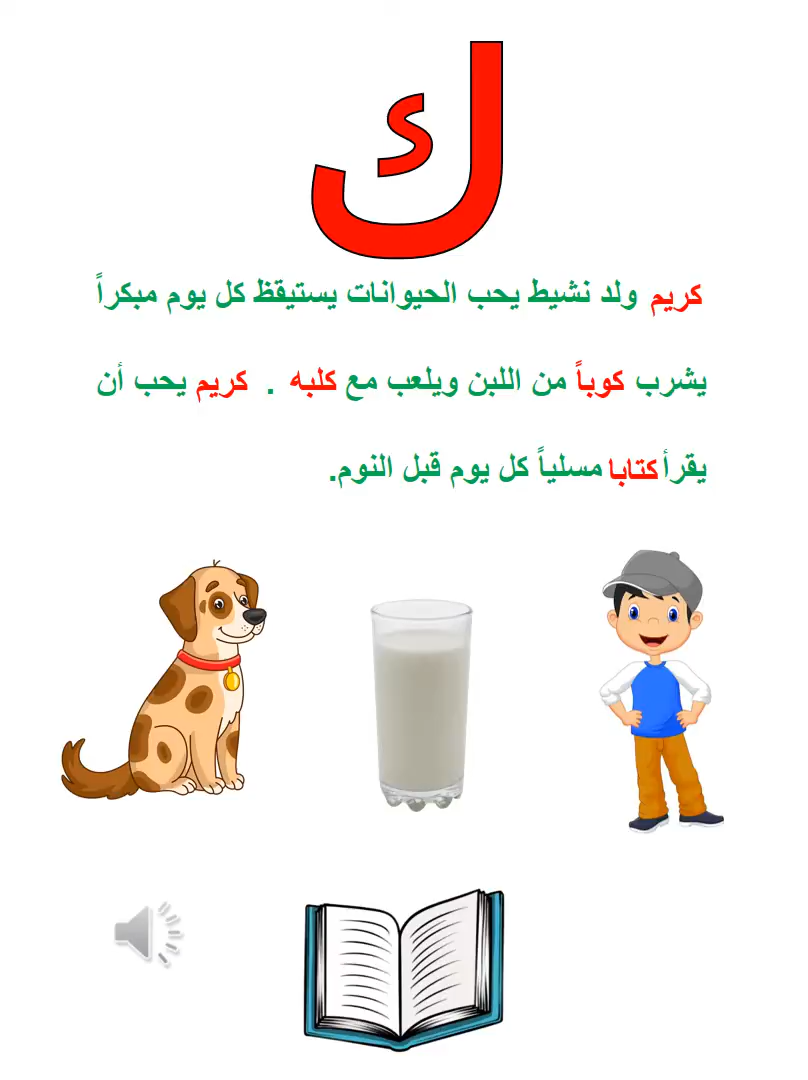 ك
كريم ولد نشيط يحب الحيوانات يستيقظ كل يوم مبكراً
يشرب كوباً من اللبن ويلعب مع كلبه . كريم يحب أن
يقرأ كتابا مسلياً كل يوم قبل النوم.